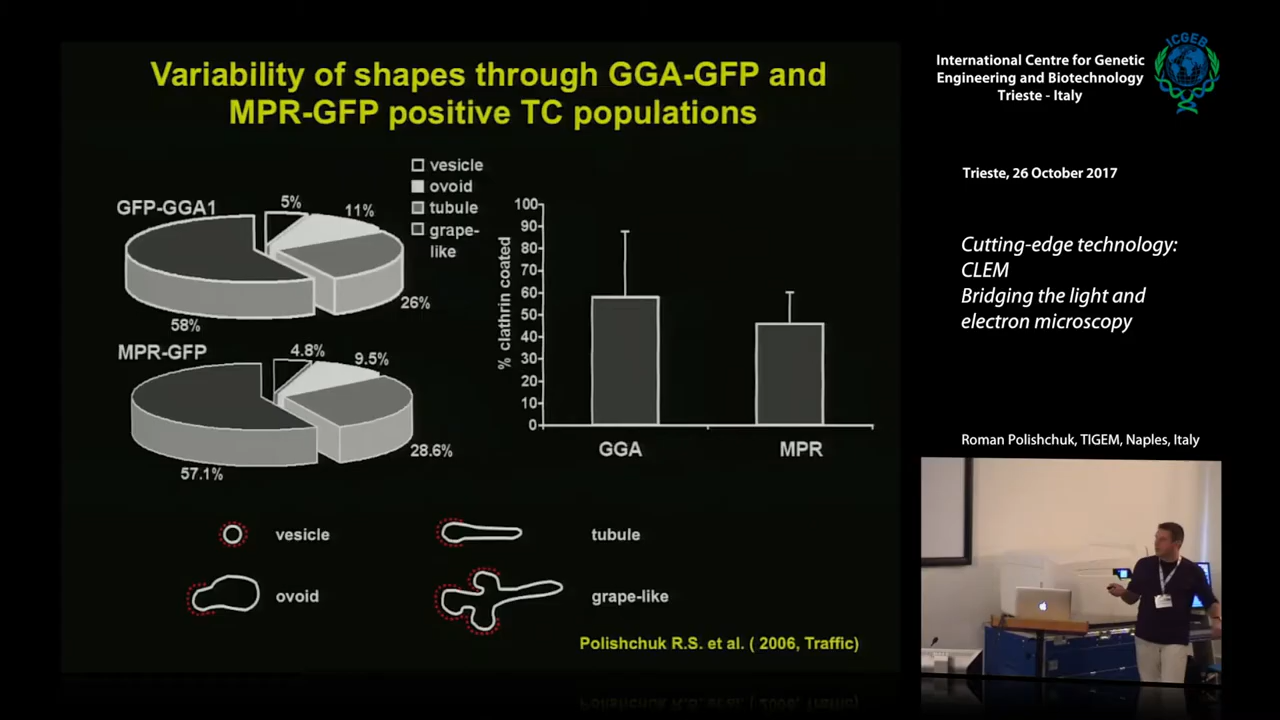 Variability of shapes through GGA-GFP and
MPR-GFP positive TC populations
vesicle
ovoid
tubule
grape-
like
GFP-GGA1
5%
11%
26%
58%
MPR-GFP
4.8%
9.5%
28.6%
57.1%
% clathrin coated
100
90
80
70
60
50
40
30
20
10
0
GGA
MPR
vesicle
tubule
ovoid
grape-like
Polishchuk R.S. et al. ( 2006, Traffic)
International Centre for Genetic
Engineering and Biotechnology
Trieste - Italy
ICGEB
Trieste, 26 October 2017
Cutting-edge technology:
CLEM
Bridging the light and
electron microscopy
Roman Polishchuk, TIGEM, Naples, Italy